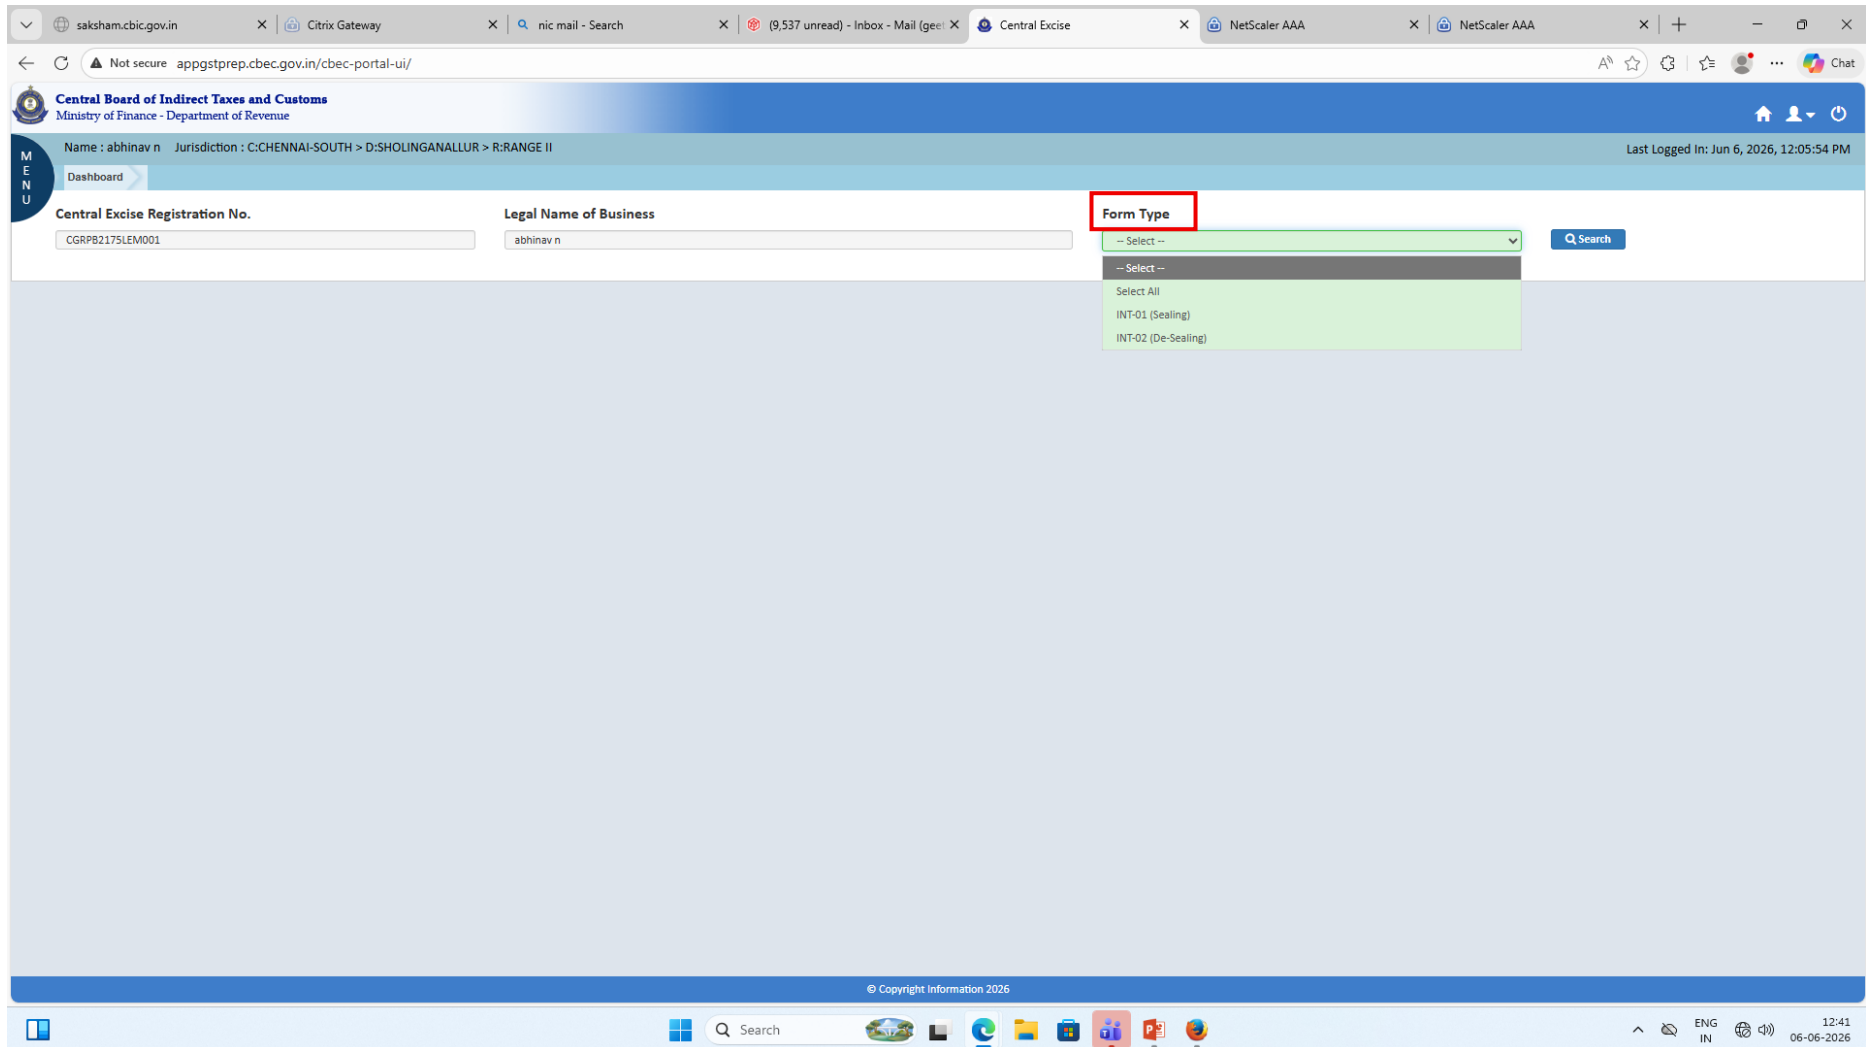 saksham.cbic.gov.in
Citrix Gateway
nic mail - Search
(9,537 unread) - Inbox - Mail (geet
Central Excise
NetScaler AAA
NetScaler AAA
Not secure appgstprep.cbec.gov.in/cbec-portal-ui/
Chat
Central Board of Indirect Taxes and Customs
Ministry of Finance - Department of Revenue
MENU
Name : abhinav n Jurisdiction : C:CHENNAI-SOUTH > D:SHOLINGANALLUR > R:RANGE II
Last Logged In: Jun 6, 2026, 12:05:54 PM
Dashboard
Central Excise Registration No.
Legal Name of Business
Form Type
CGRPB2175LEM001
abhinav n
-- Select --
Search
-- Select --
Select All
INT-01 (Sealing)
INT-02 (De-Sealing)
© Copyright Information 2026
Search
ENG
IN
12:41
06-06-2026